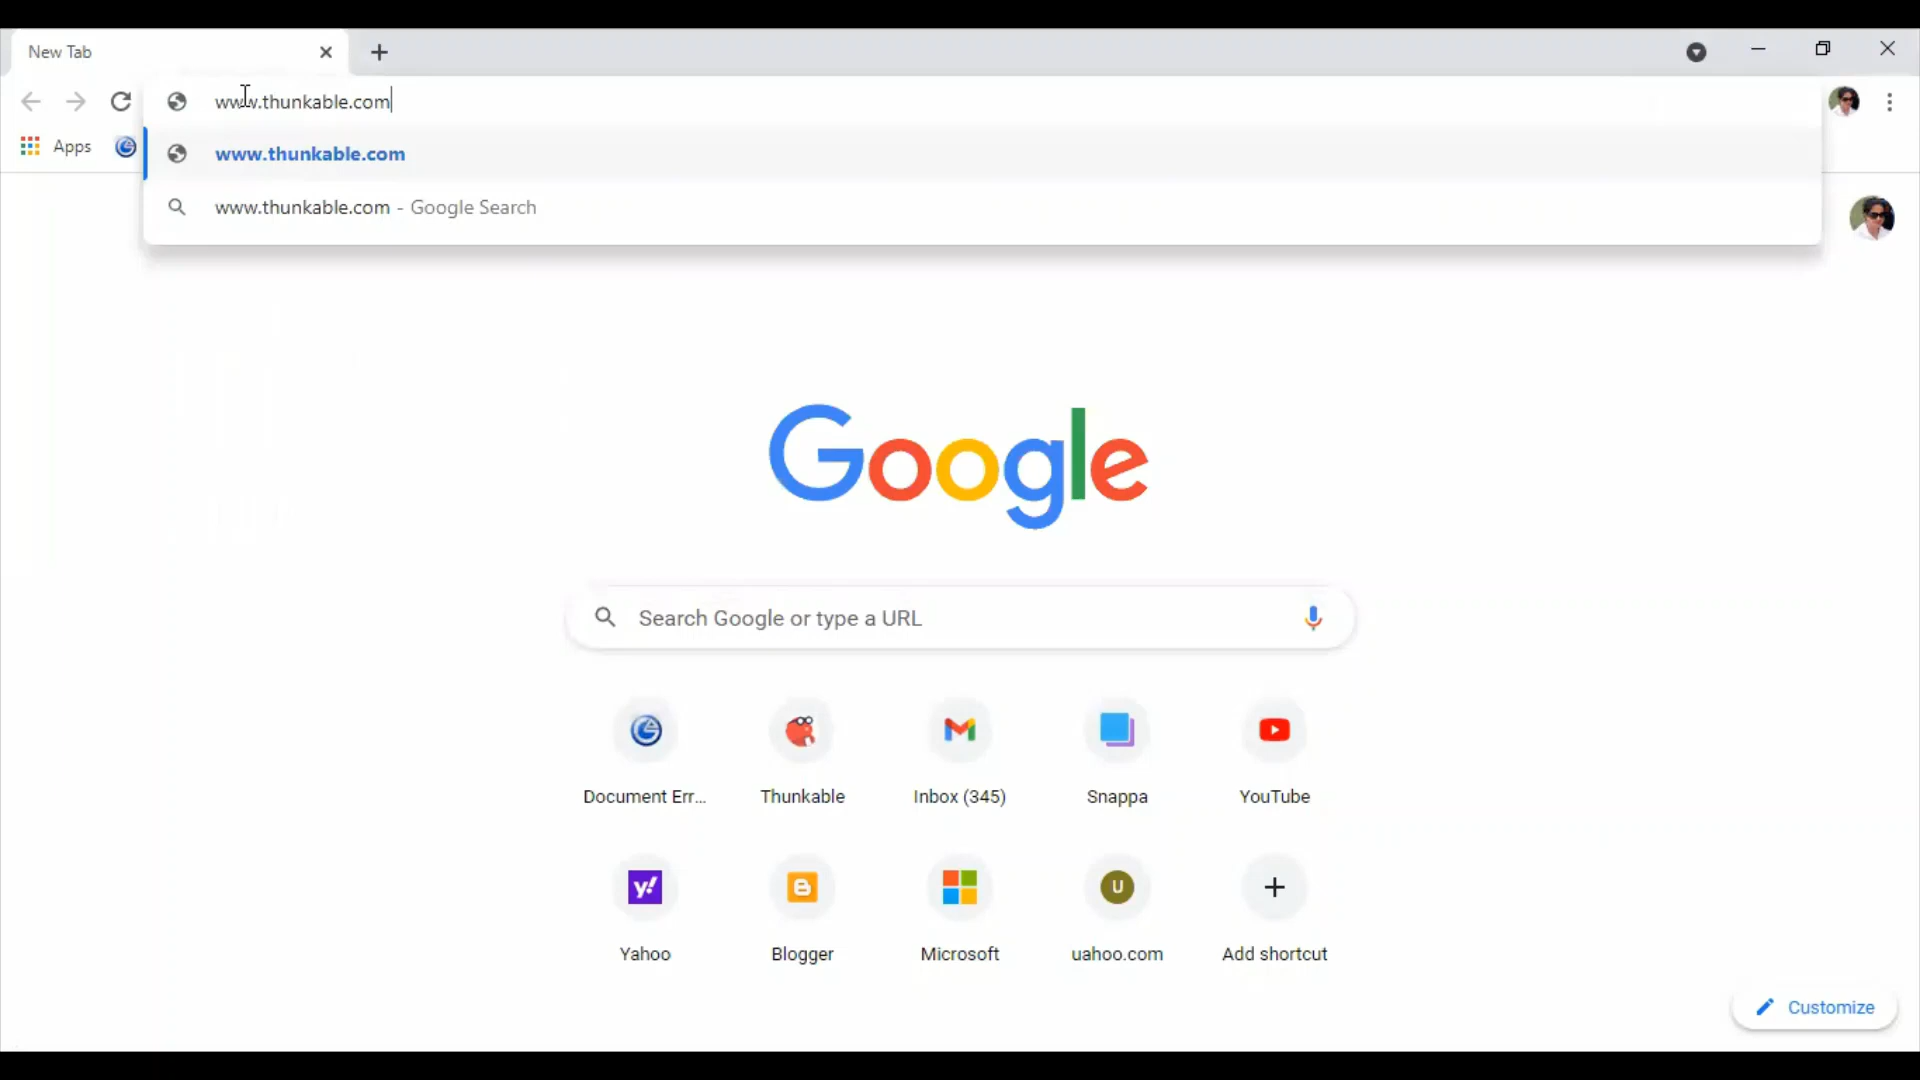 New Tab
www.thunkable.com
Apps
www.thunkable.com
www.thunkable.com - Google Search
Google
Search Google or type a URL
Document Err... Thunkable Inbox (345) Snappa YouTube
U
Yahoo Blogger Microsoft uahoo.com Add shortcut
Customize